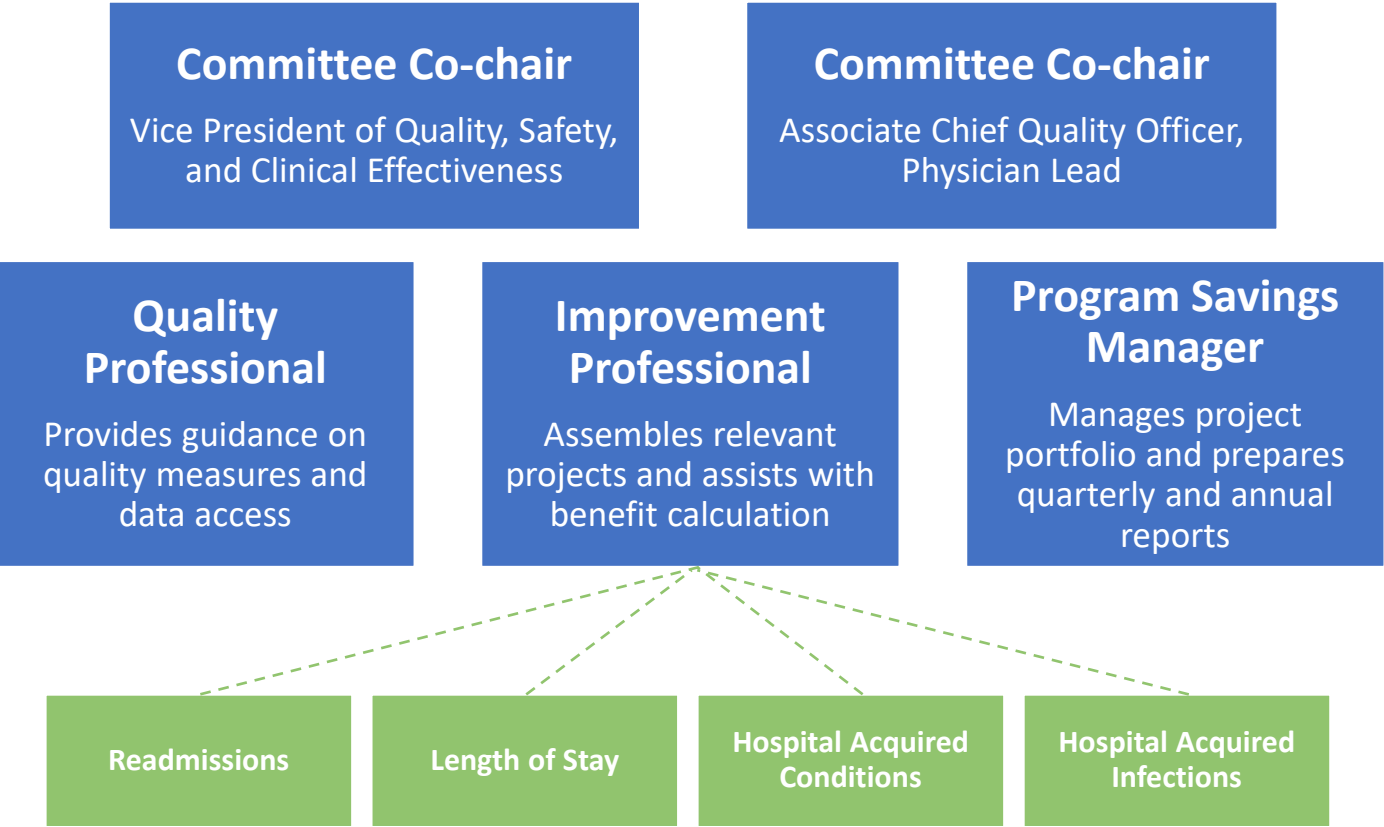 Committee Co-chair
Vice President of Quality, Safety,
and Clinical Effectiveness
Committee Co-chair
Associate Chief Quality Officer,
Physician Lead
Quality
Professional
Provides guidance on
quality measures and
data access
Improvement
Professional
Assembles relevant
projects and assists with
benefit calculation
Program Savings
Manager
Manages project
portfolio and prepares
quarterly and annual
reports
Readmissions
Length of Stay
Hospital Acquired
Conditions
Hospital Acquired
Infections